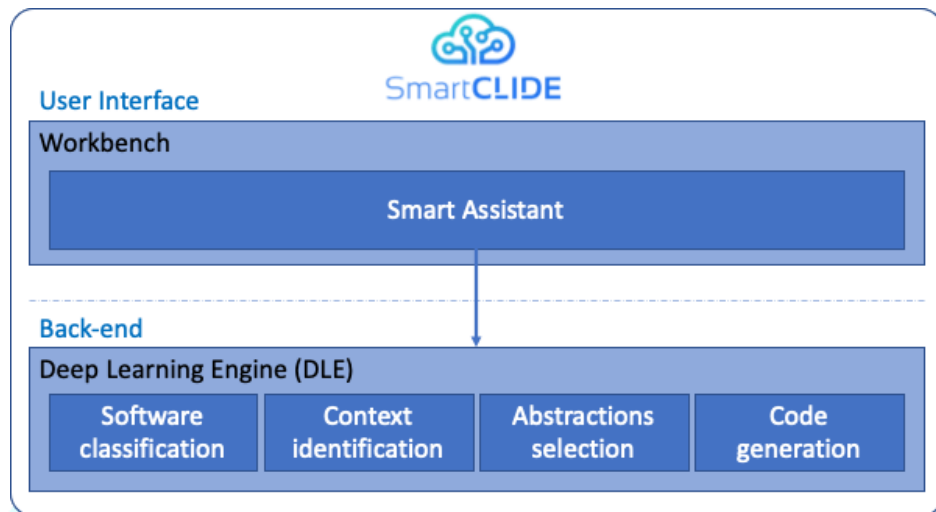 SmartCLIDE
User Interface
Workbench
Smart Assistant
Back-end
Deep Learning Engine (DLE)
Software
classification
Context
identification
Abstractions
selection
Code
generation